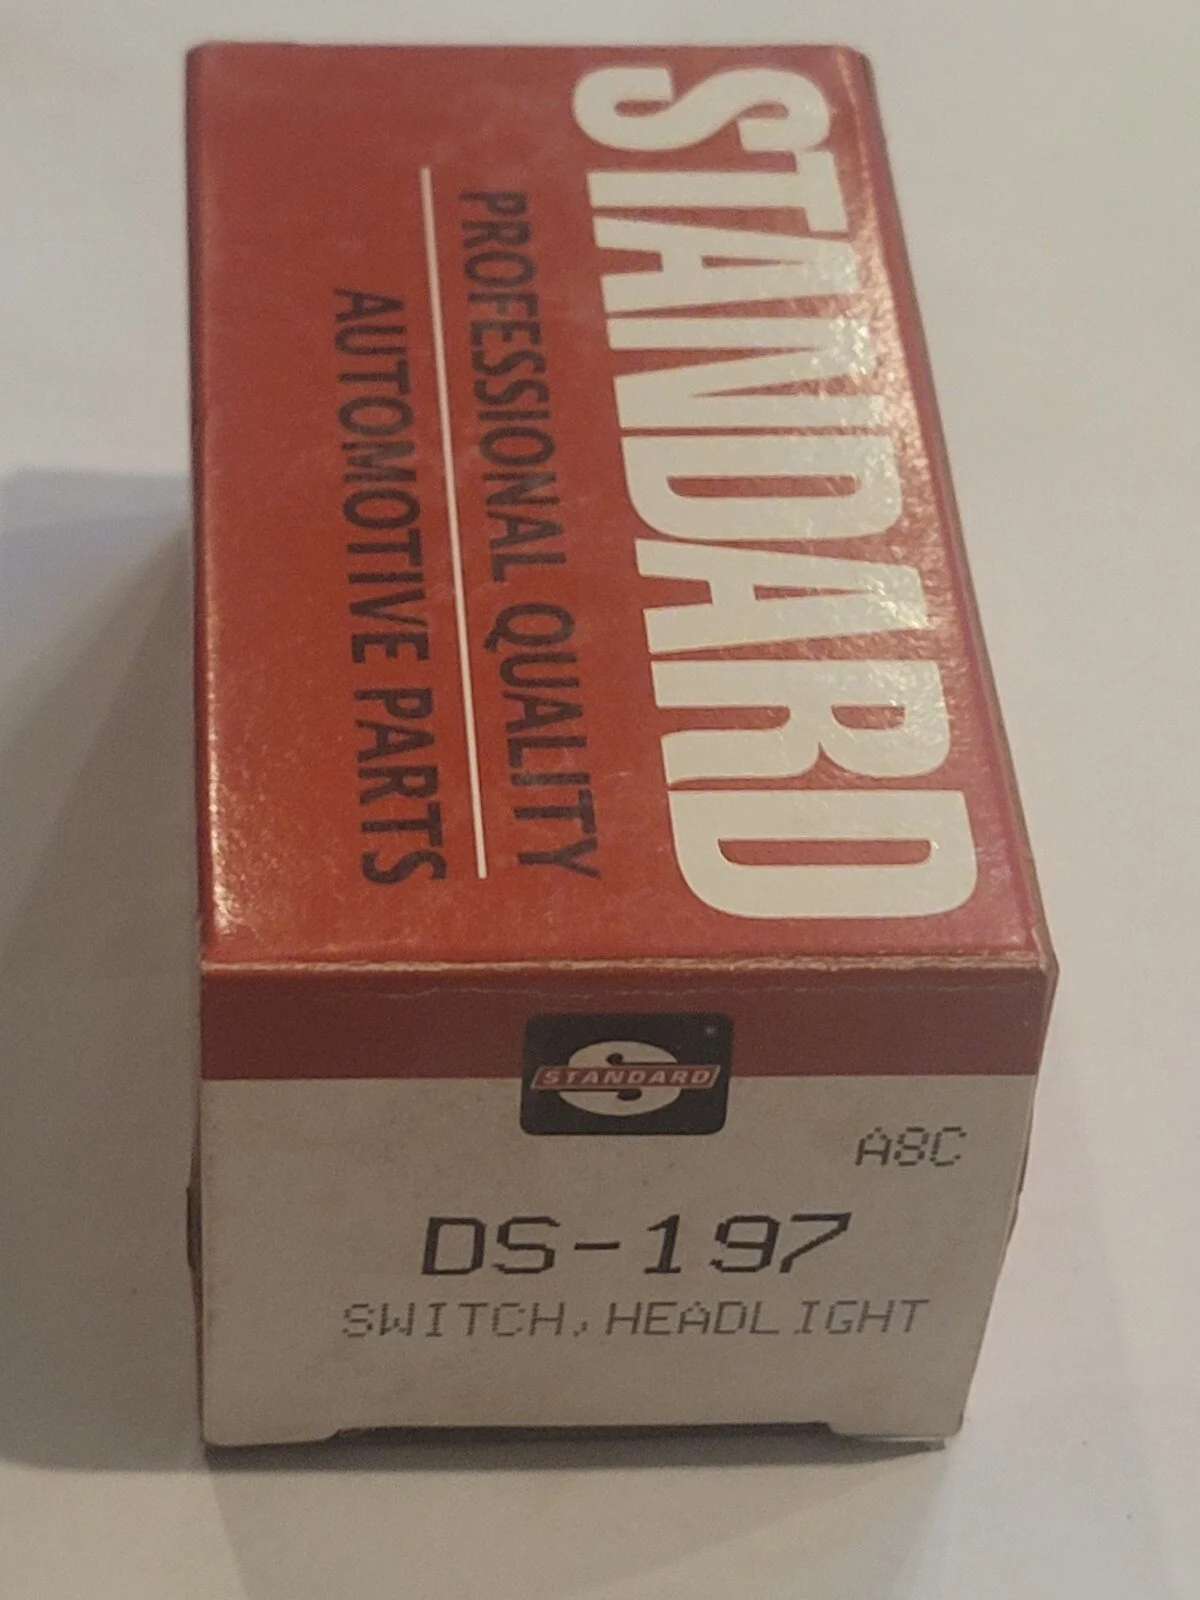 STANDARD
PROFESSIONAL QUALITY
AUTOMOTIVE PARTS
STANDARD
A8C
DS-197
SWITCH,HEADLIGHT